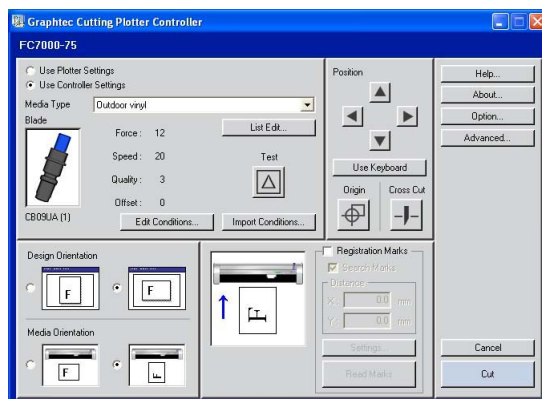 Graphtec Cutting Plotter Controller
FC7000-75
Use Plotter Settings
Use Controller Settings
Media Type
Outdoor vinyl
Blade
Force : 12
List Edit...
Speed : 20
Test
Quality : 3
Offset : 0
CB09UA (1)
Edit Conditions...
Import Conditions...
Position
Use Keyboard
Origin
Cross Cut
Help...
About...
Option...
Advanced...
Design Orientation
F
F
Media Orientation
F
F
F
Registration Marks
Search Marks
Distance
X : 0.0 mm
Y : 0.0 mm
Settings...
Read Marks
Cancel
Cut